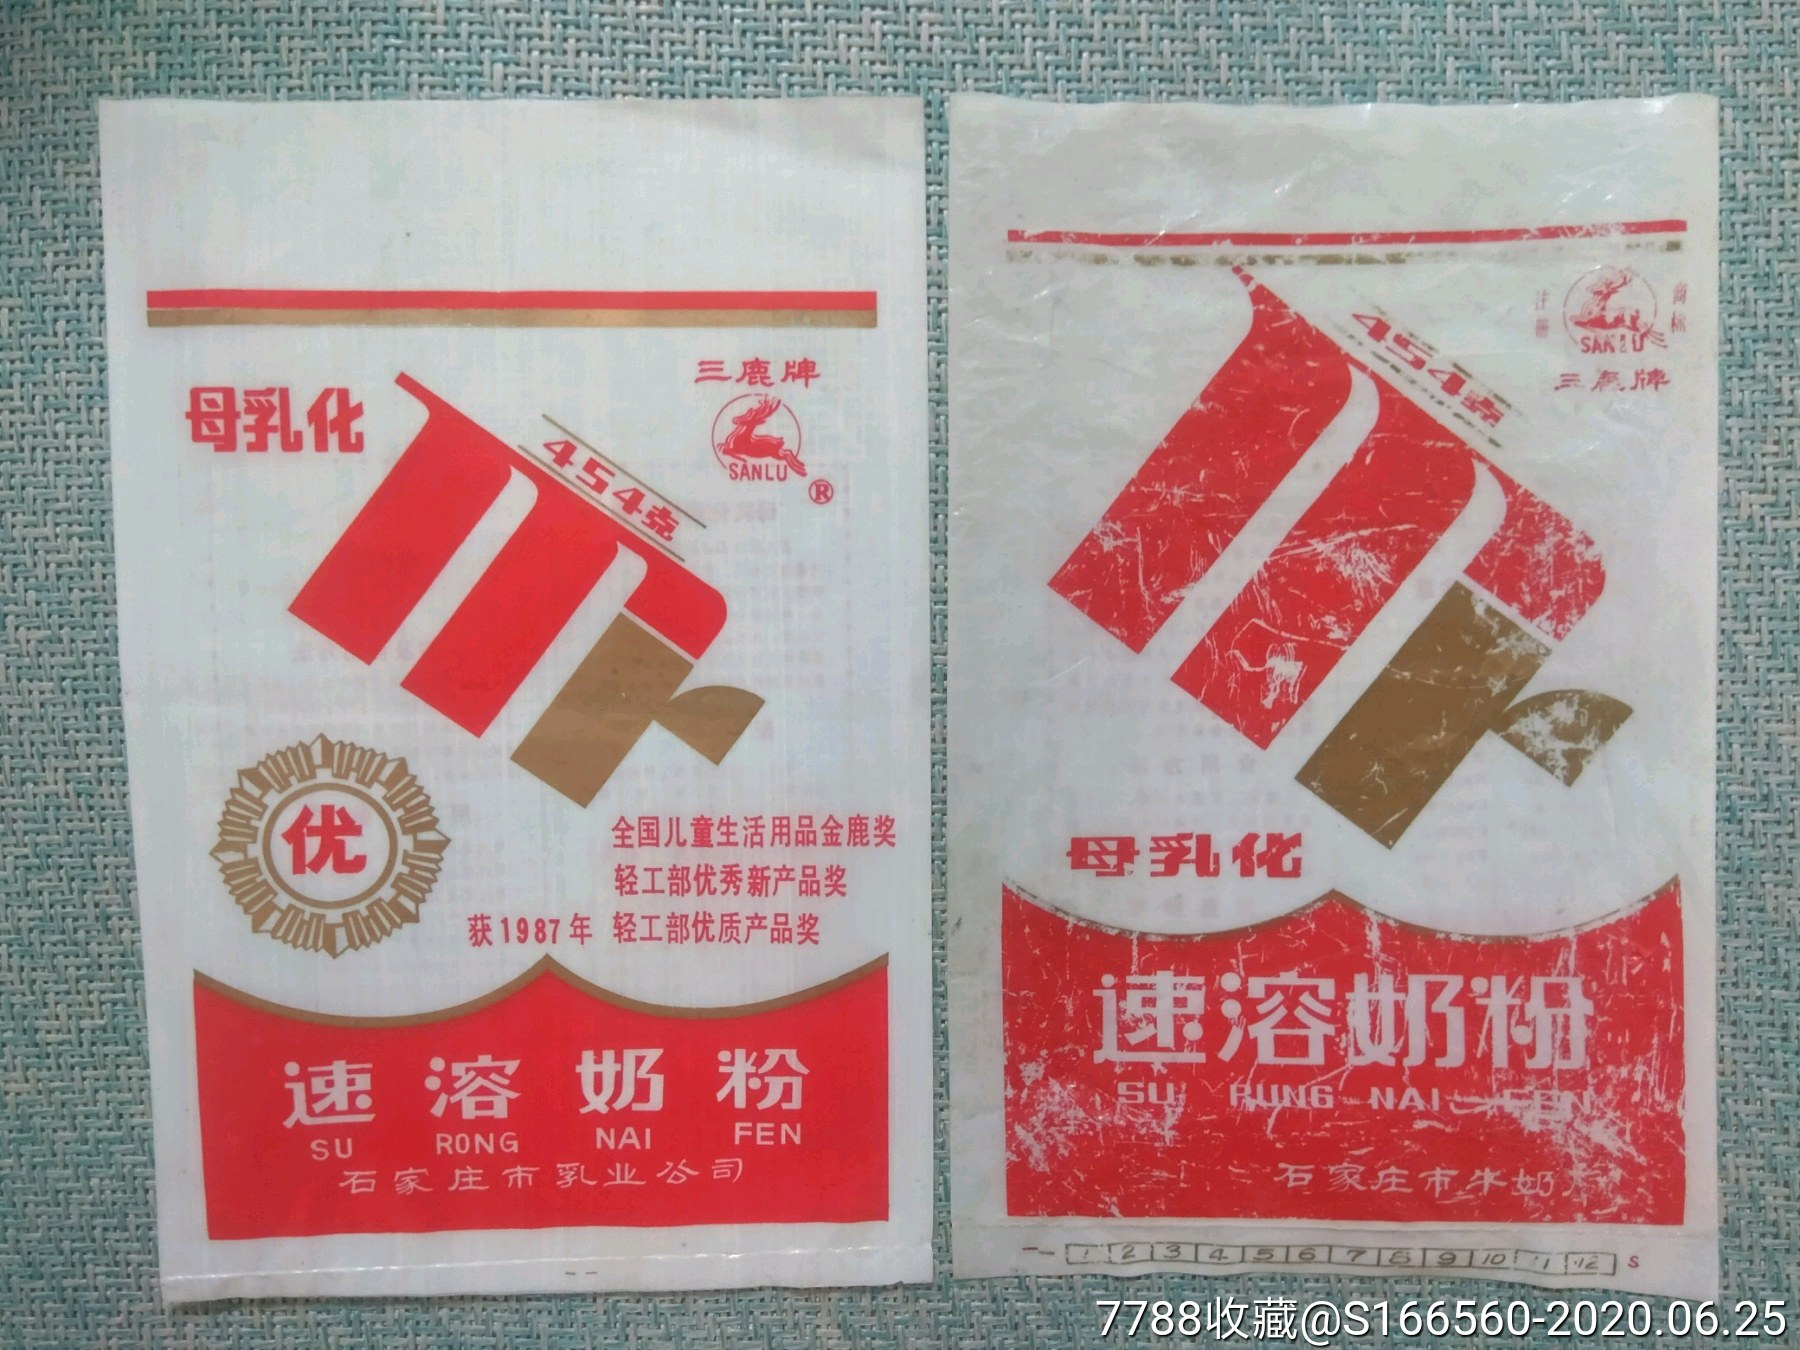 三鹿牌
SANLU
®
母乳化
454克
优
全国儿童生活用品金鹿奖
轻工部优秀新产品奖
获1987年 轻工部优质产品奖
速溶奶粉
SU RONG NAI FEN
石家庄市乳业公司
注册 商标
SANLU
三鹿牌
454克
母乳化
速溶奶粉
SU RONG NAI FEN
石家庄市牛奶厂
1 2 3 4 5 6 7 8 9 10 11 12 S
7788收藏@S166560-2020.06.25